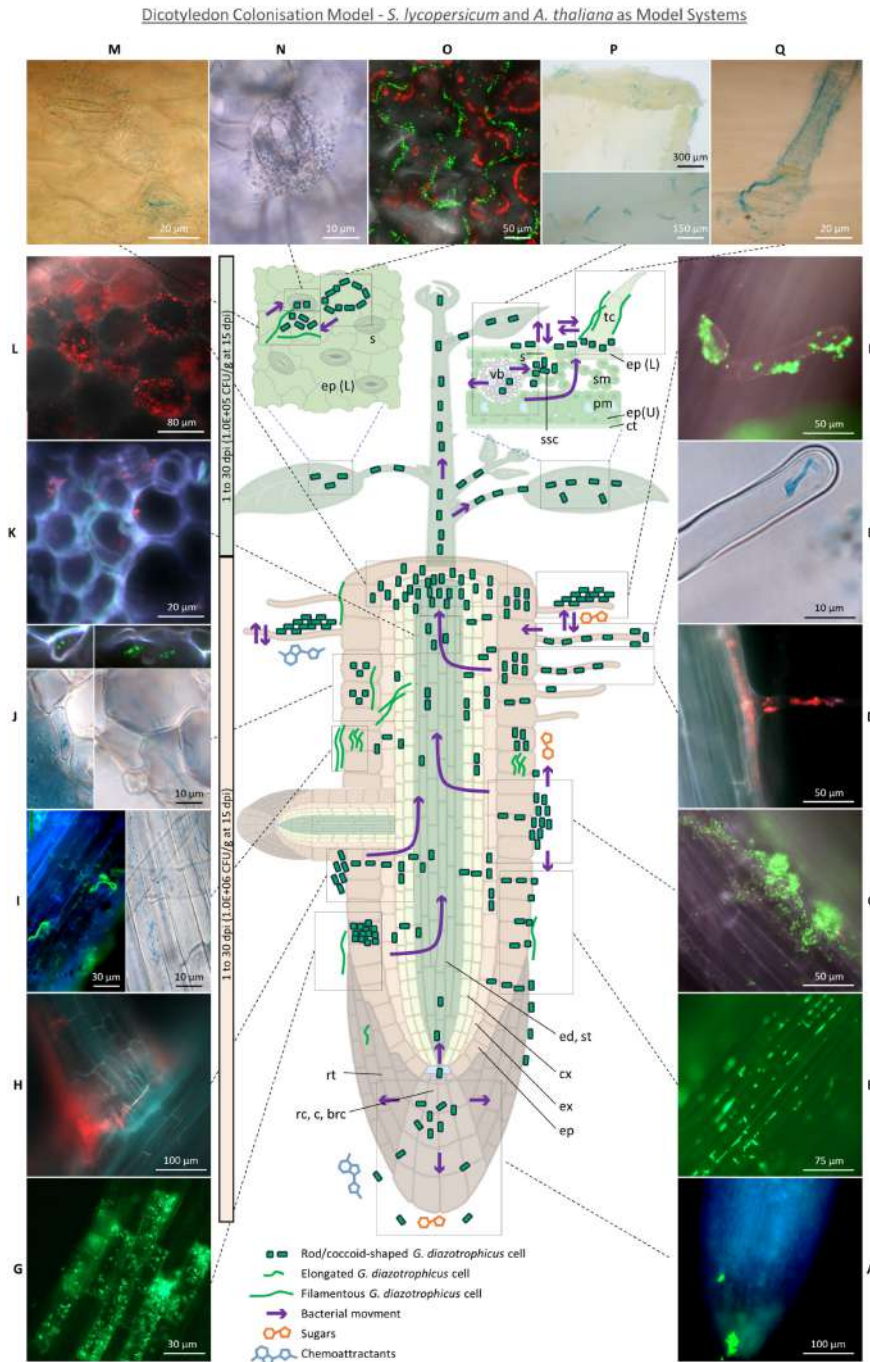 Dicotyledon Colonisation Model - S. lycopersicum and A. thaliana as Model Systems
M N O P Q
20 µm
10 µm
50 µm
300 µm
150 µm
20 µm
L
80 µm
K
20 µm
J
10 µm
I
30 µm
10 µm
H
100 µm
G
30 µm
1 to 30 dpi (1.0E+05 CFU/g at 15 dpi)
1 to 30 dpi (1.0E+06 CFU/g at 15 dpi)
s
ep (L)
tc
s
vb
ep (L)
sm
pm
ep(U)
ct
ssc
50 µm
10 µm
50 µm
50 µm
75 µm
100 µm
ed, st
cx
ex
ep
rt
rc, c, brc
Rod/coccoid-shaped G. diazotrophicus cell
Elongated G. diazotrophicus cell
Filamentous G. diazotrophicus cell
Bacterial movment
Sugars
Chemoattractants